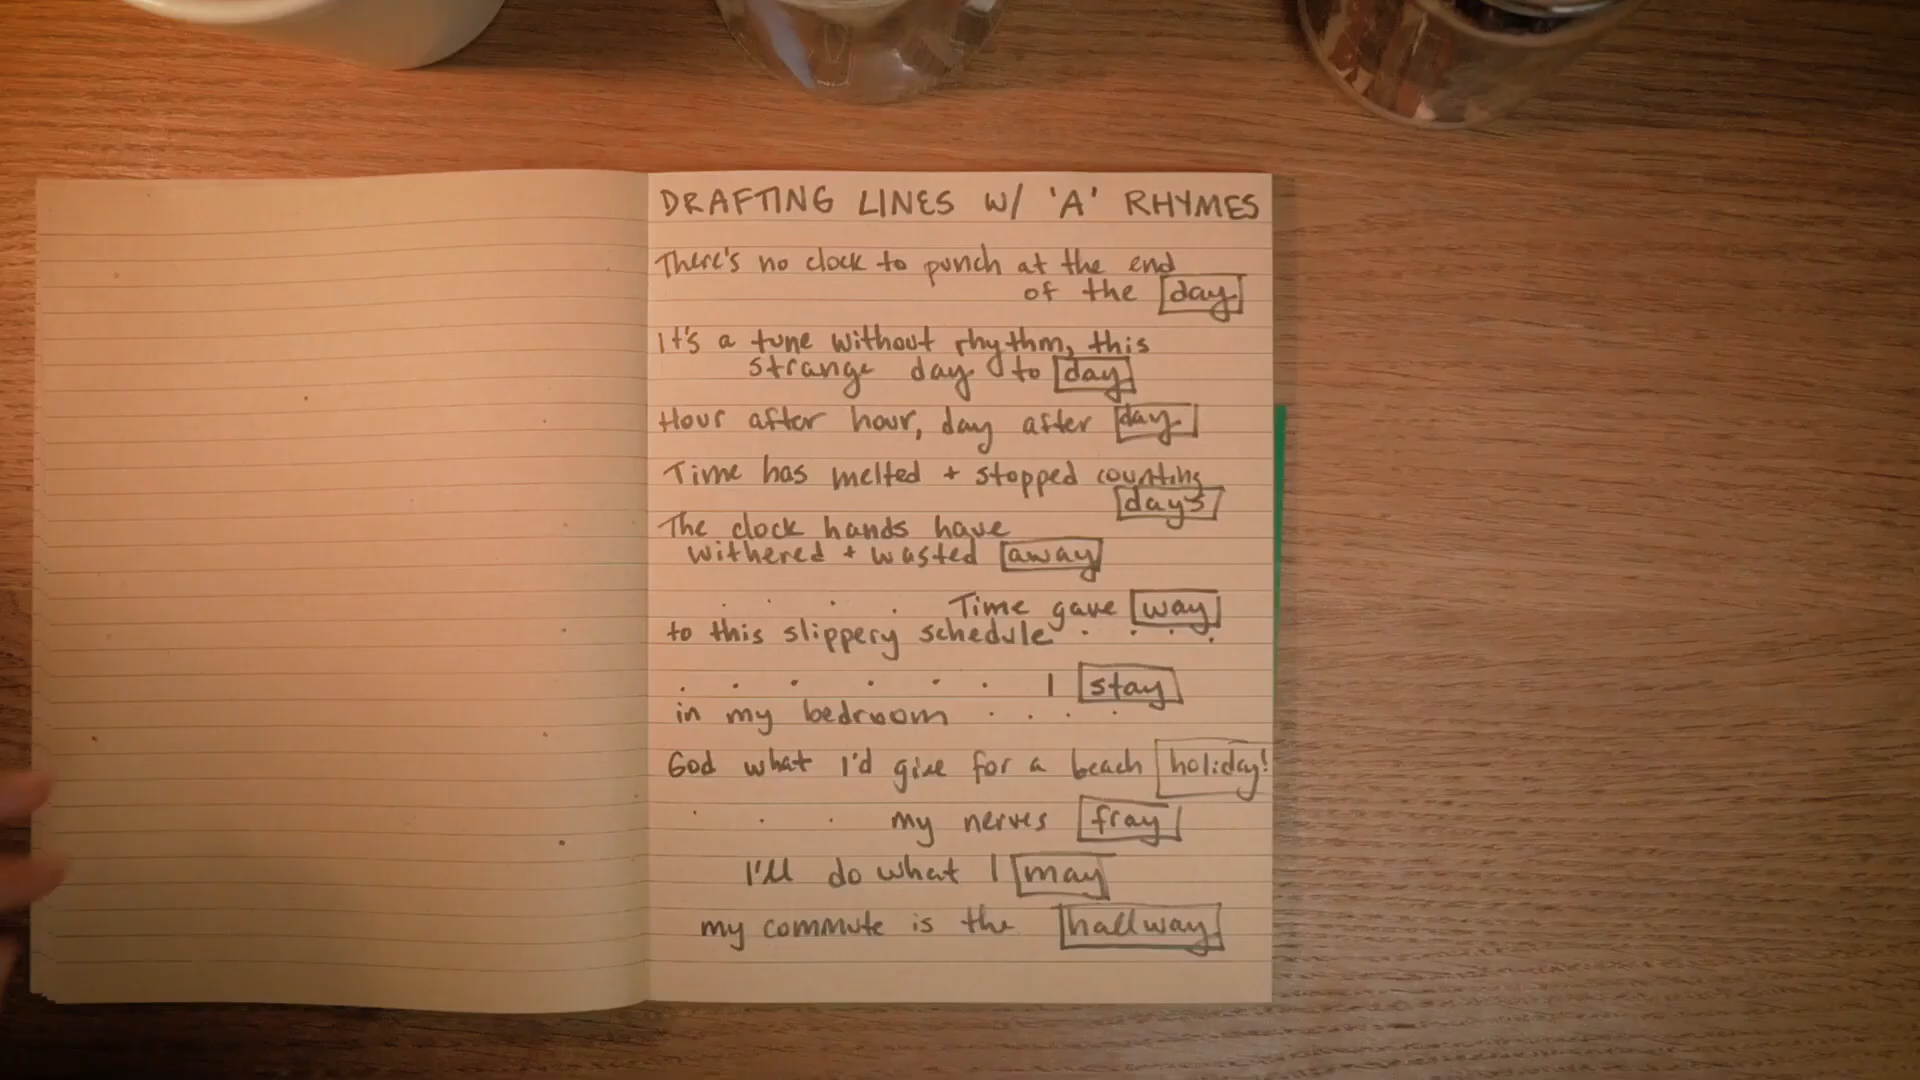 DRAFTING LINES W/ 'A' RHYMES
There's no clock to punch at the end
of the day
It's a tune without rhythm, this
strange day to day
Hour after hour, day after day
Time has melted + stopped counting
days
The clock hands have
withered + wasted away
. . . . Time gave way
to this slippery schedule . . . .
. . . . . . I stay
in my bedroom . . . .
God what I'd give for a beach holiday!
. . . my nerves fray
I'll do what I may
my commute is the hallway